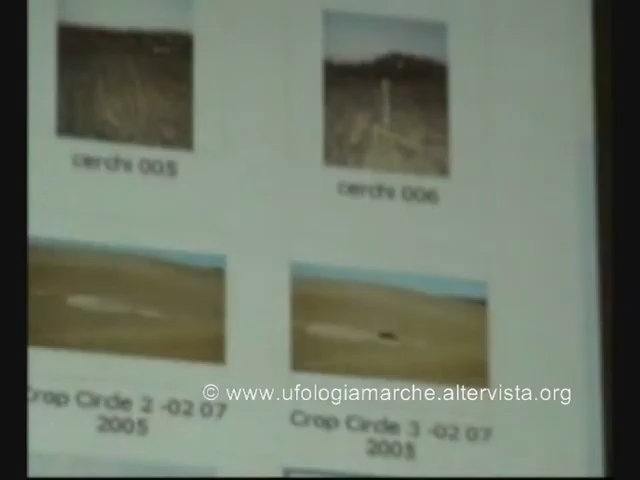 cerchi 005
cerchi 006
© www.ufologiamarche.altervista.org
Crop Circle 2 -02 07
2005
Crop Circle 3 -02 07
2005